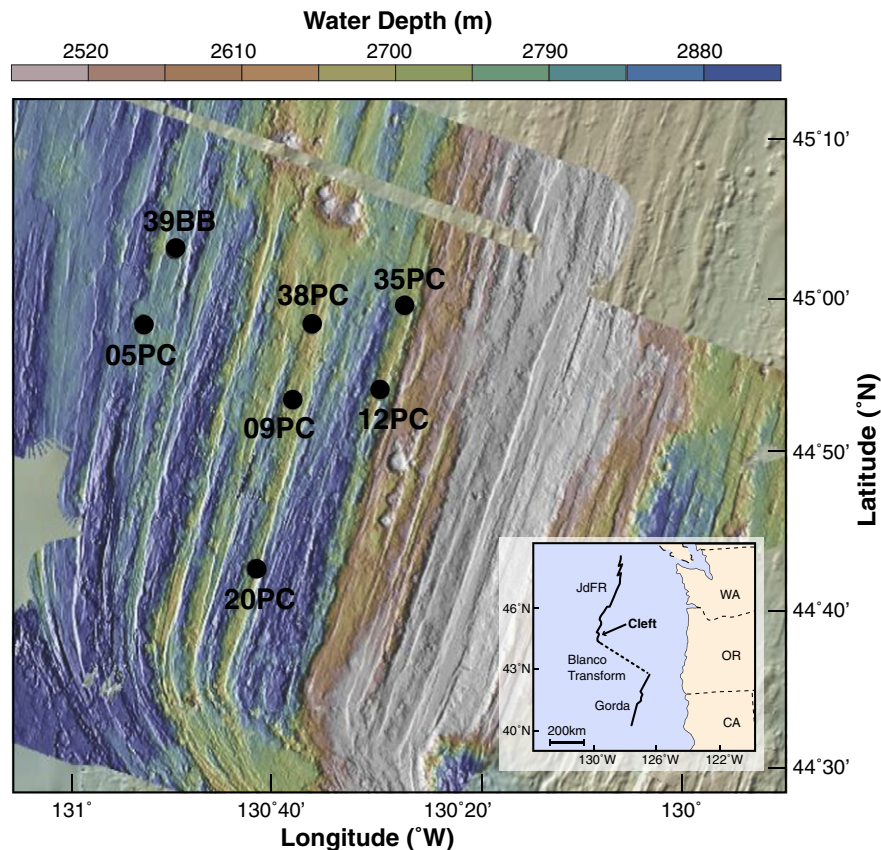 Water Depth (m)
2520 2610 2700 2790 2880
39BB
38PC
35PC
05PC
09PC
12PC
20PC
45˚10'
45˚00'
44˚50'
44˚40'
44˚30'
Latitude (˚N)
131˚ 130˚40' 130˚20' 130˚
Longitude (˚W)
JdFR
WA
46˚N
Cleft
OR
43˚N
Blanco
Transform
Gorda
CA
40˚N
200km
130˚W 126˚W 122˚W